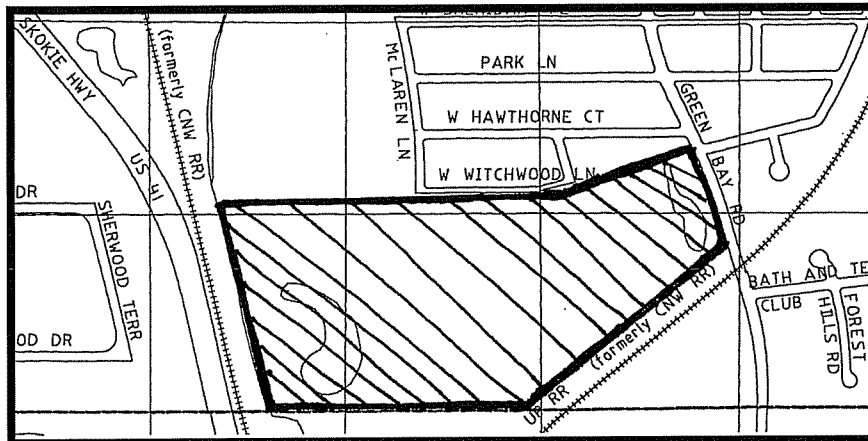 SKOKIE HWY
US 41
(formerly CNW RR)
McLAREN LN
PARK LN
W HAWTHORNE CT
W WITCHWOOD LN
GREEN
BAY RD
DR
SHERWOOD TERR
OD DR
UP RR
(formerly CNW RR)
BATH AND TE
CLUB
HILLS RD
FOREST